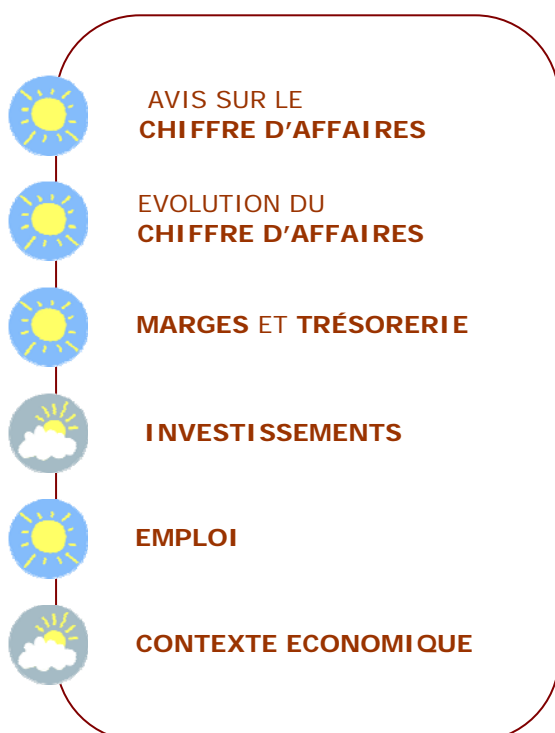 AVIS SUR LE
CHIFFRE D'AFFAIRES
EVOLUTION DU
CHIFFRE D'AFFAIRES
MARGES ET TRÉSORERIE
INVESTISSEMENTS
EMPLOI
CONTEXTE ECONOMIQUE